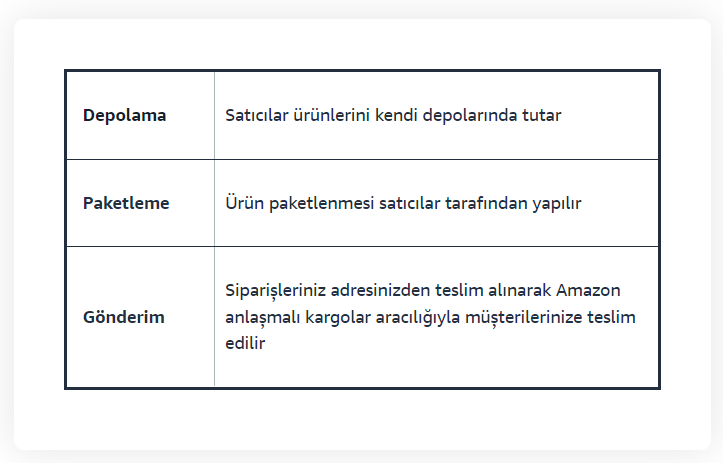 Depolama
Satıcılar ürünlerini kendi depolarında tutar
Paketleme
Ürün paketlenmesi satıcılar tarafından yapılır
Gönderim
Siparişleriniz adresinizden teslim alınarak Amazon
anlaşmalı kargolar aracılığıyla müşterilerinize teslim
edilir